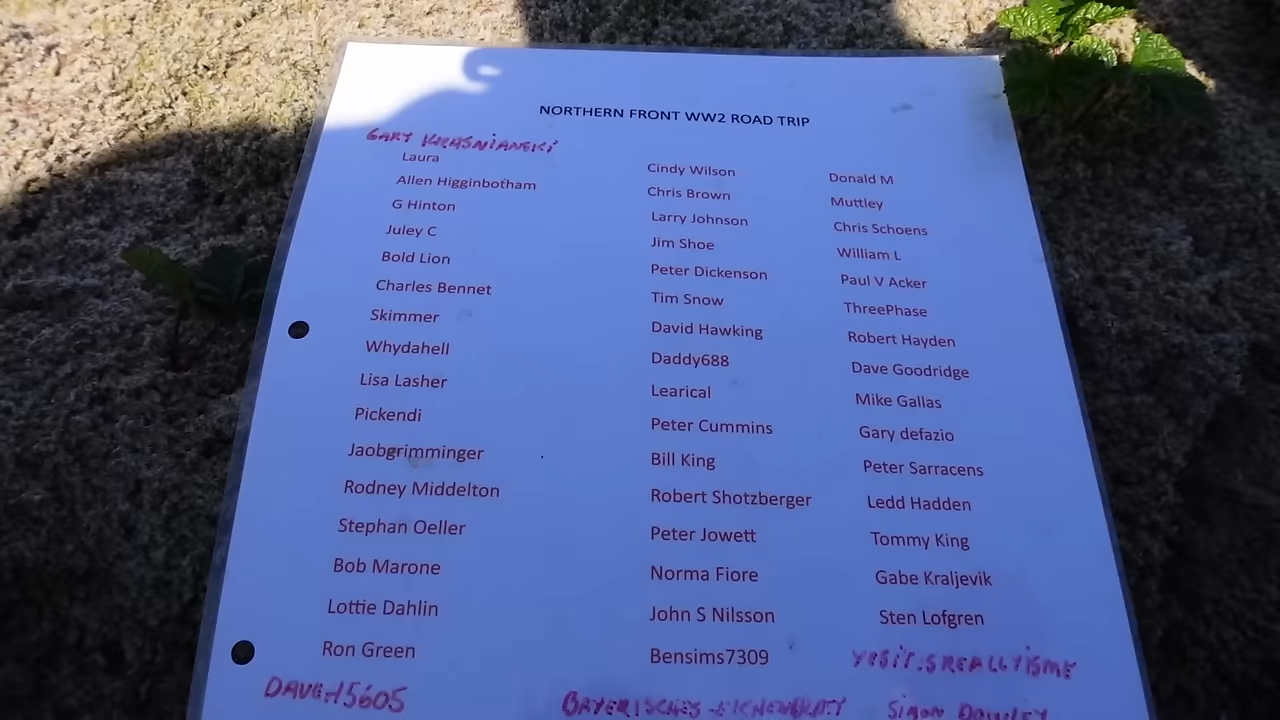 NORTHERN FRONT WW2 ROAD TRIP
GARY
Laura
Allen Higginbotham
G Hinton
Juley C
Bold Lion
Charles Bennet
Skimmer
Whydahell
Lisa Lasher
Pickendi
Jaobgrimminger
Rodney Middelton
Stephan Oeller
Bob Marone
Lottie Dahlin
Ron Green
Cindy Wilson
Chris Brown
Larry Johnson
Jim Shoe
Peter Dickenson
Tim Snow
David Hawking
Daddy688
Learical
Peter Cummins
Bill King
Robert Shotzberger
Peter Jowett
Norma Fiore
John S Nilsson
Bensims7309
Donald M
Muttley
Chris Schoens
William L
Paul V Acker
ThreePhase
Robert Hayden
Dave Goodridge
Mike Gallas
Gary defazio
Peter Sarracens
Ledd Hadden
Tommy King
Gabe Kraljevik
Sten Lofgren
YESIT.SREALLYISME
BAYERISCHES
SIMON